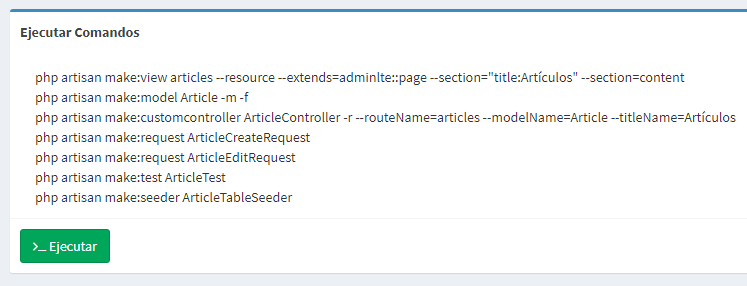 Ejecutar Comandos
php artisan make:view articles --resource --extends=adminlte::page --section="title:Artículos" --section=content
php artisan make:model Article -m -f
php artisan make:customcontroller ArticleController -r --routeName=articles --modelName=Article --titleName=Artículos
php artisan make:request ArticleCreateRequest
php artisan make:request ArticleEditRequest
php artisan make:test ArticleTest
php artisan make:seeder ArticleTableSeeder
Ejecutar